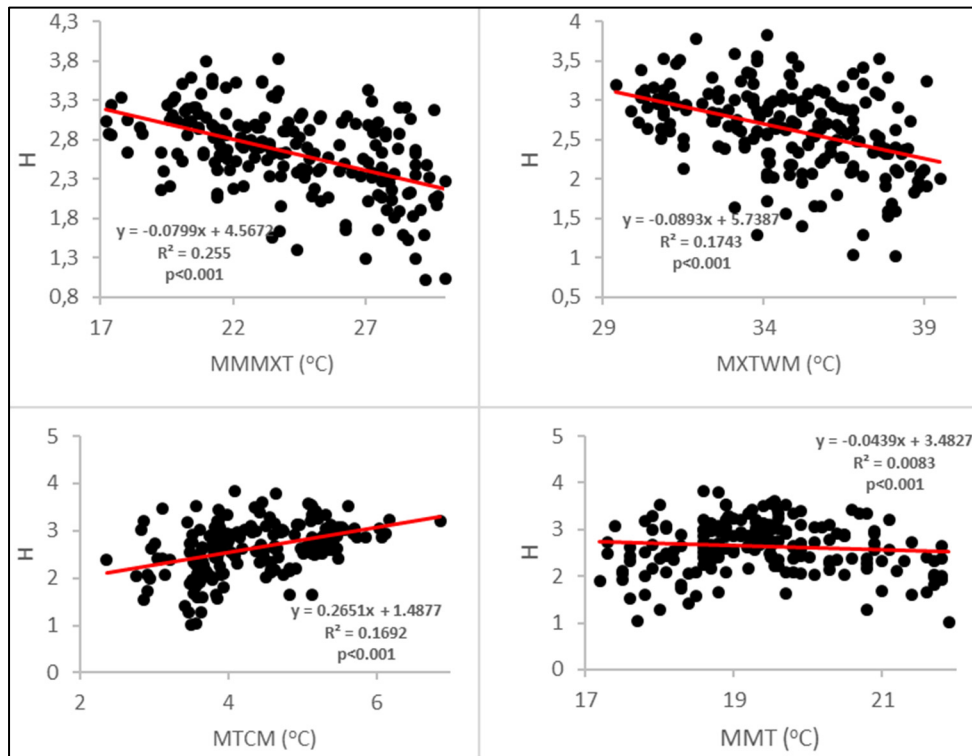 4,3
3,8
3,3
2,8
2,3
1,8
1,3
0,8
H
y = -0.0799x + 4.5672
R² = 0.255
p<0.001
17
22
27
MMMXT (°C)
4
3,5
3
2,5
2
1,5
1
0,5
H
y = -0.0893x + 5.7387
R² = 0.1743
p<0.001
29
34
39
MXTWM (°C)
5
4
3
2
1
0
H
y = 0.2651x + 1.4877
R² = 0.1692
p<0.001
2
4
6
MTCM (°C)
5
4
3
2
1
0
H
y = -0.0439x + 3.4827
R² = 0.0083
p<0.001
17
19
21
MMT (°C)